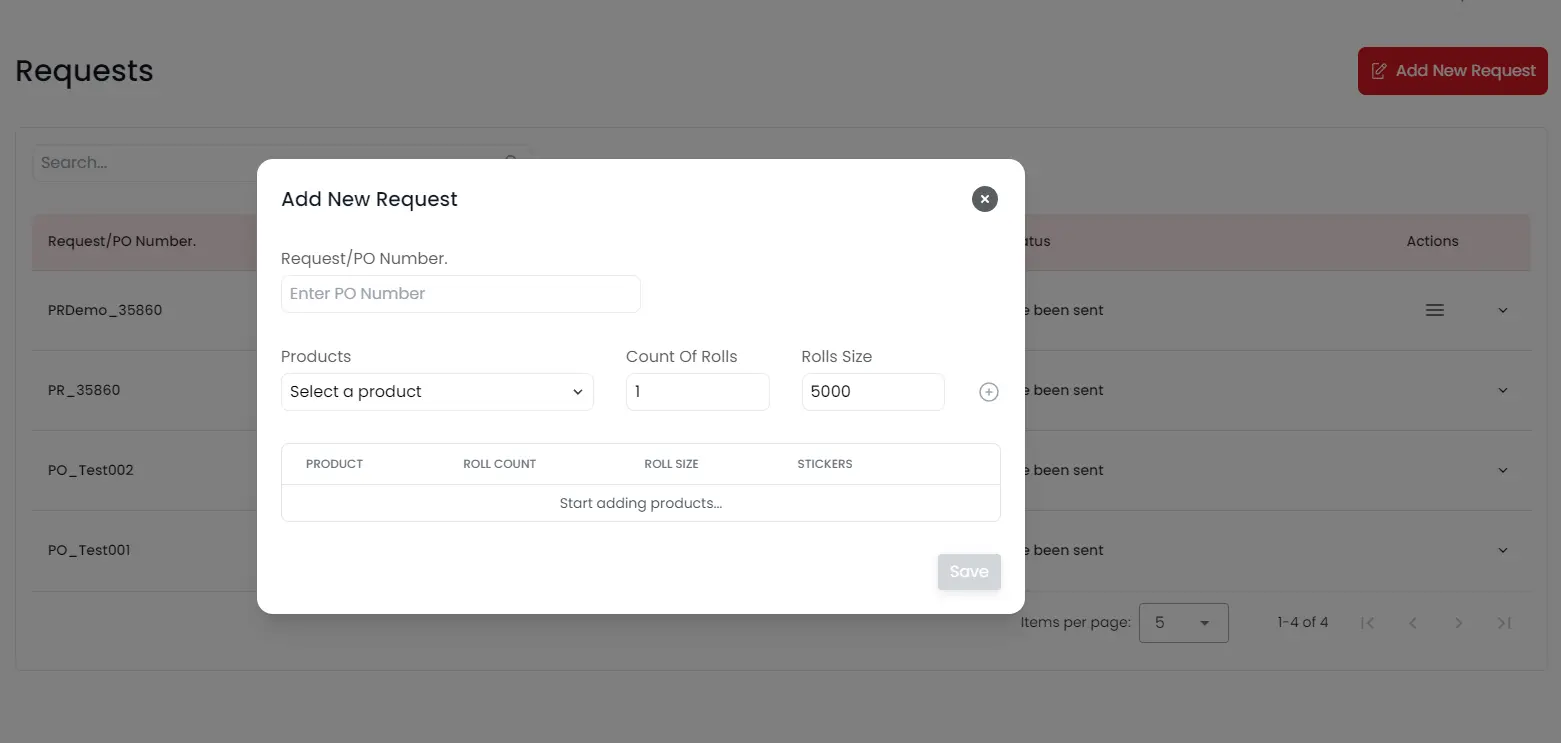 Requests
Add New Request
Search...
Add New Request
Request/PO Number.
Actions
Request/PO Number.
Enter PO Number
PRDemo_35860
been sent
Products Count Of Rolls Rolls Size
Select a product 1 5000
PR_35860
been sent
PRODUCT ROLL COUNT ROLL SIZE STICKERS
PO_Test002
been sent
Start adding products...
PO_Test001
been sent
Save
Items per page: 5 1-4 of 4